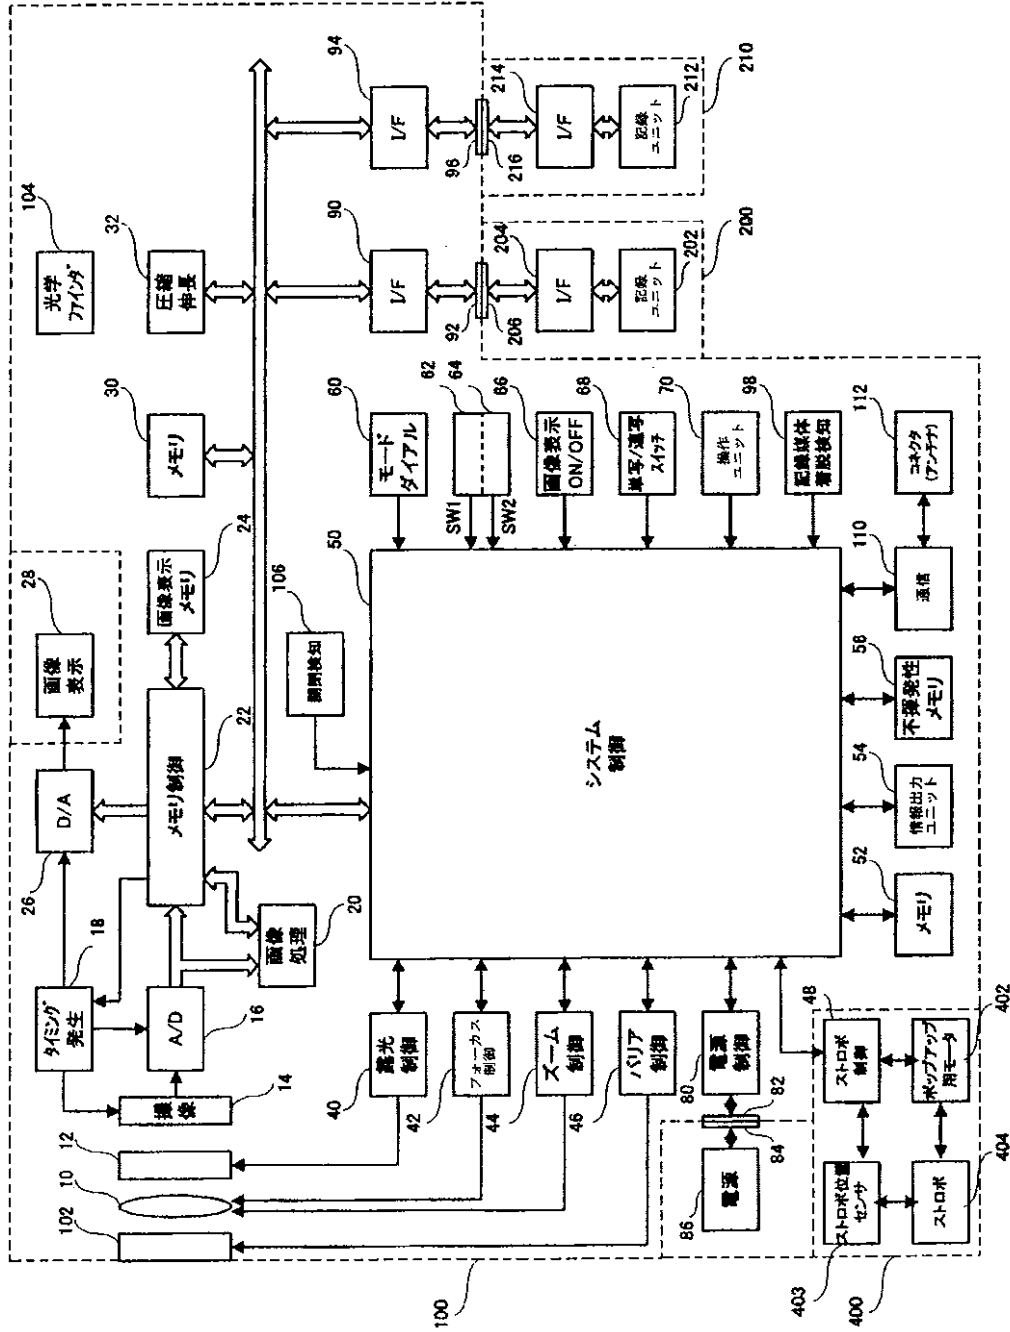 100
400
102
10
12
14
撮像
16
A/D
18
タイミング
発生
20
画像
処理
22
メモリ制御
24
画像表示
メモリ
26
D/A
28
画像
表示
30
メモリ
32
圧縮
伸長
104
光学
ファインダ
40
露光
制御
42
フォーカス
制御
44
ズーム
制御
46
バリア
制御
80
電源
制御
82
84
86
電源
48
ストロボ
制御
402
ポップアップ
用モータ
403
ストロボ位置
センサ
404
ストロボ
106
開閉検知
50
システム
制御
52
メモリ
54
情報出力
ユニット
56
不揮発性
メモリ
110
通信
112
コネクタ
(アンテナ)
60
モード
ダイアル
62
64
SW1
SW2
66
画像表示
ON/OFF
68
単写/連写
スイッチ
70
操作
ユニット
98
記録媒体
着脱検知
90
I/F
92
206
204
I/F
202
記録
ユニット
200
94
I/F
96
216
214
I/F
212
記録
ユニット
210